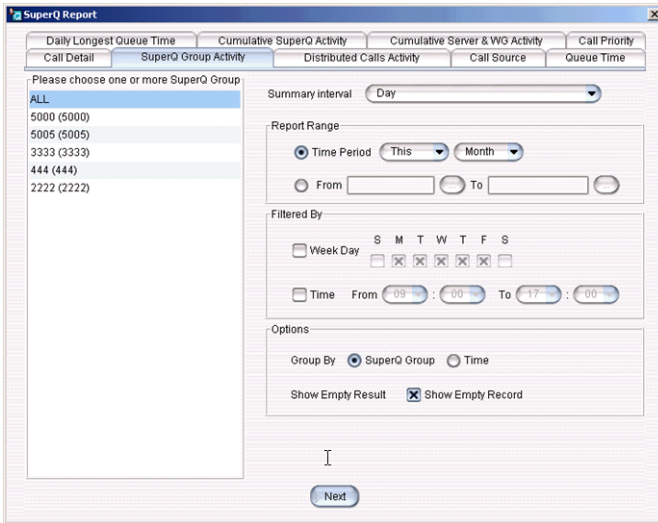 SuperQ Report
Daily Longest Queue Time Cumulative SuperQ Activity Cumulative Server & WG Activity Call Priority
Call Detail SuperQ Group Activity Distributed Calls Activity Call Source Queue Time
Please choose one or more SuperQ Group
ALL
5000 (5000)
5005 (5005)
3333 (3333)
444 (444)
2222 (2222)
Summary interval Day
Report Range
Time Period This Month
From To
Filtered By
S M T W T F S
Week Day
Time From 09 : 00 To 17 : 00
Options
Group By SuperQ Group Time
Show Empty Result Show Empty Record
Next